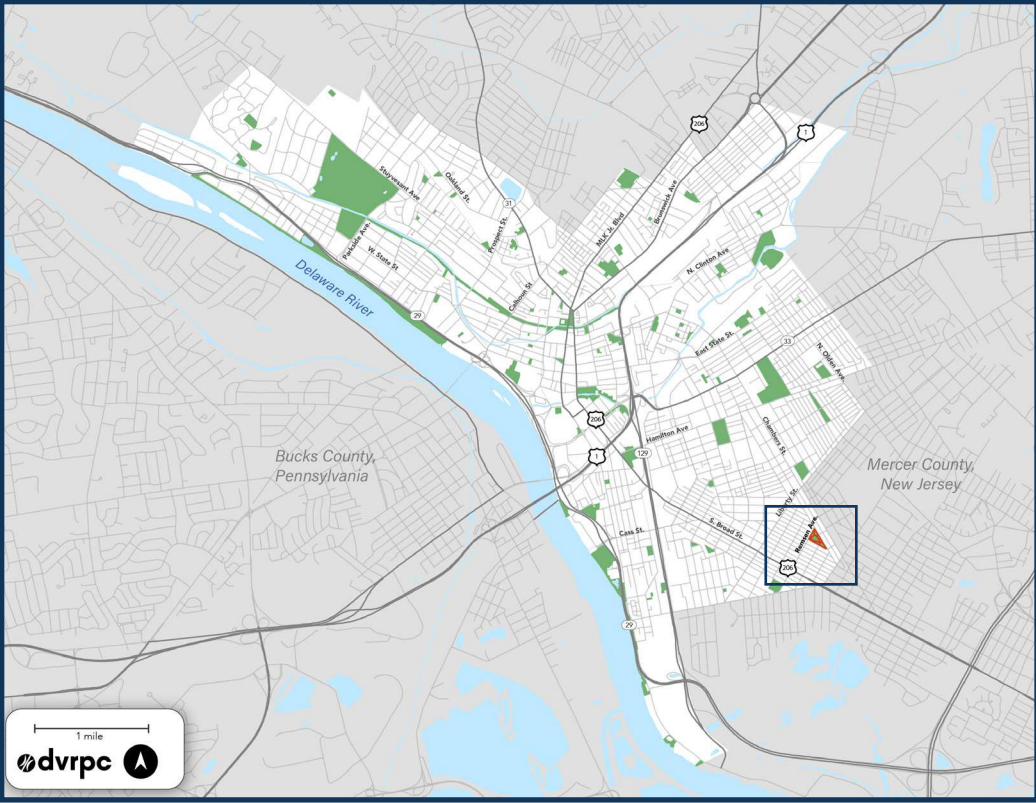 206
1
Stuyvesant Ave
Oakland St.
31
Prospect St.
MLK Jr. Blvd
Brunswick Ave
Parkside Ave.
W. State St
N. Clinton Ave
Delaware River
Calhoun St
29
East State St.
33
N. Olden Ave.
206
Hamilton Ave
Chambers St.
129
1
Bucks County,
Pennsylvania
Mercer County,
New Jersey
Liberty St.
S. Broad St.
Cass St.
Remsen Ave.
206
29
1 mile
dvrpc